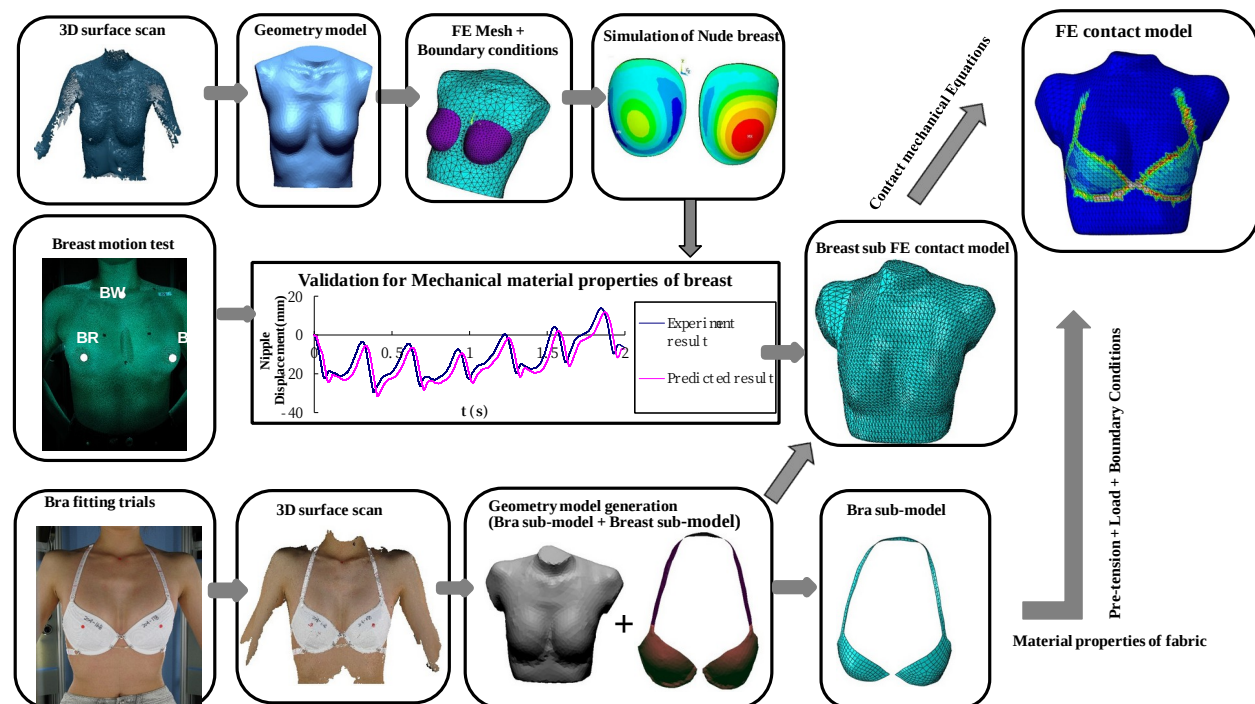 3D surface scan
Geometry model
FE Mesh +
Boundary conditions
Simulation of Nude breast
FE contact model
Contact mechanical Equations
Breast motion test
BW
BR
B
Validation for Mechanical material properties of breast
Nipple
Displacement(mm)
20
0
-20
-40
0
0.5
1
1.5
2
t (s)
Experiment
result
Predicted result
Breast sub FE contact model
Pre-tension + Load + Boundary Conditions
Bra fitting trials
3D surface scan
Geometry model generation
(Bra sub-model + Breast sub-model)
+
Bra sub-model
Material properties of fabric